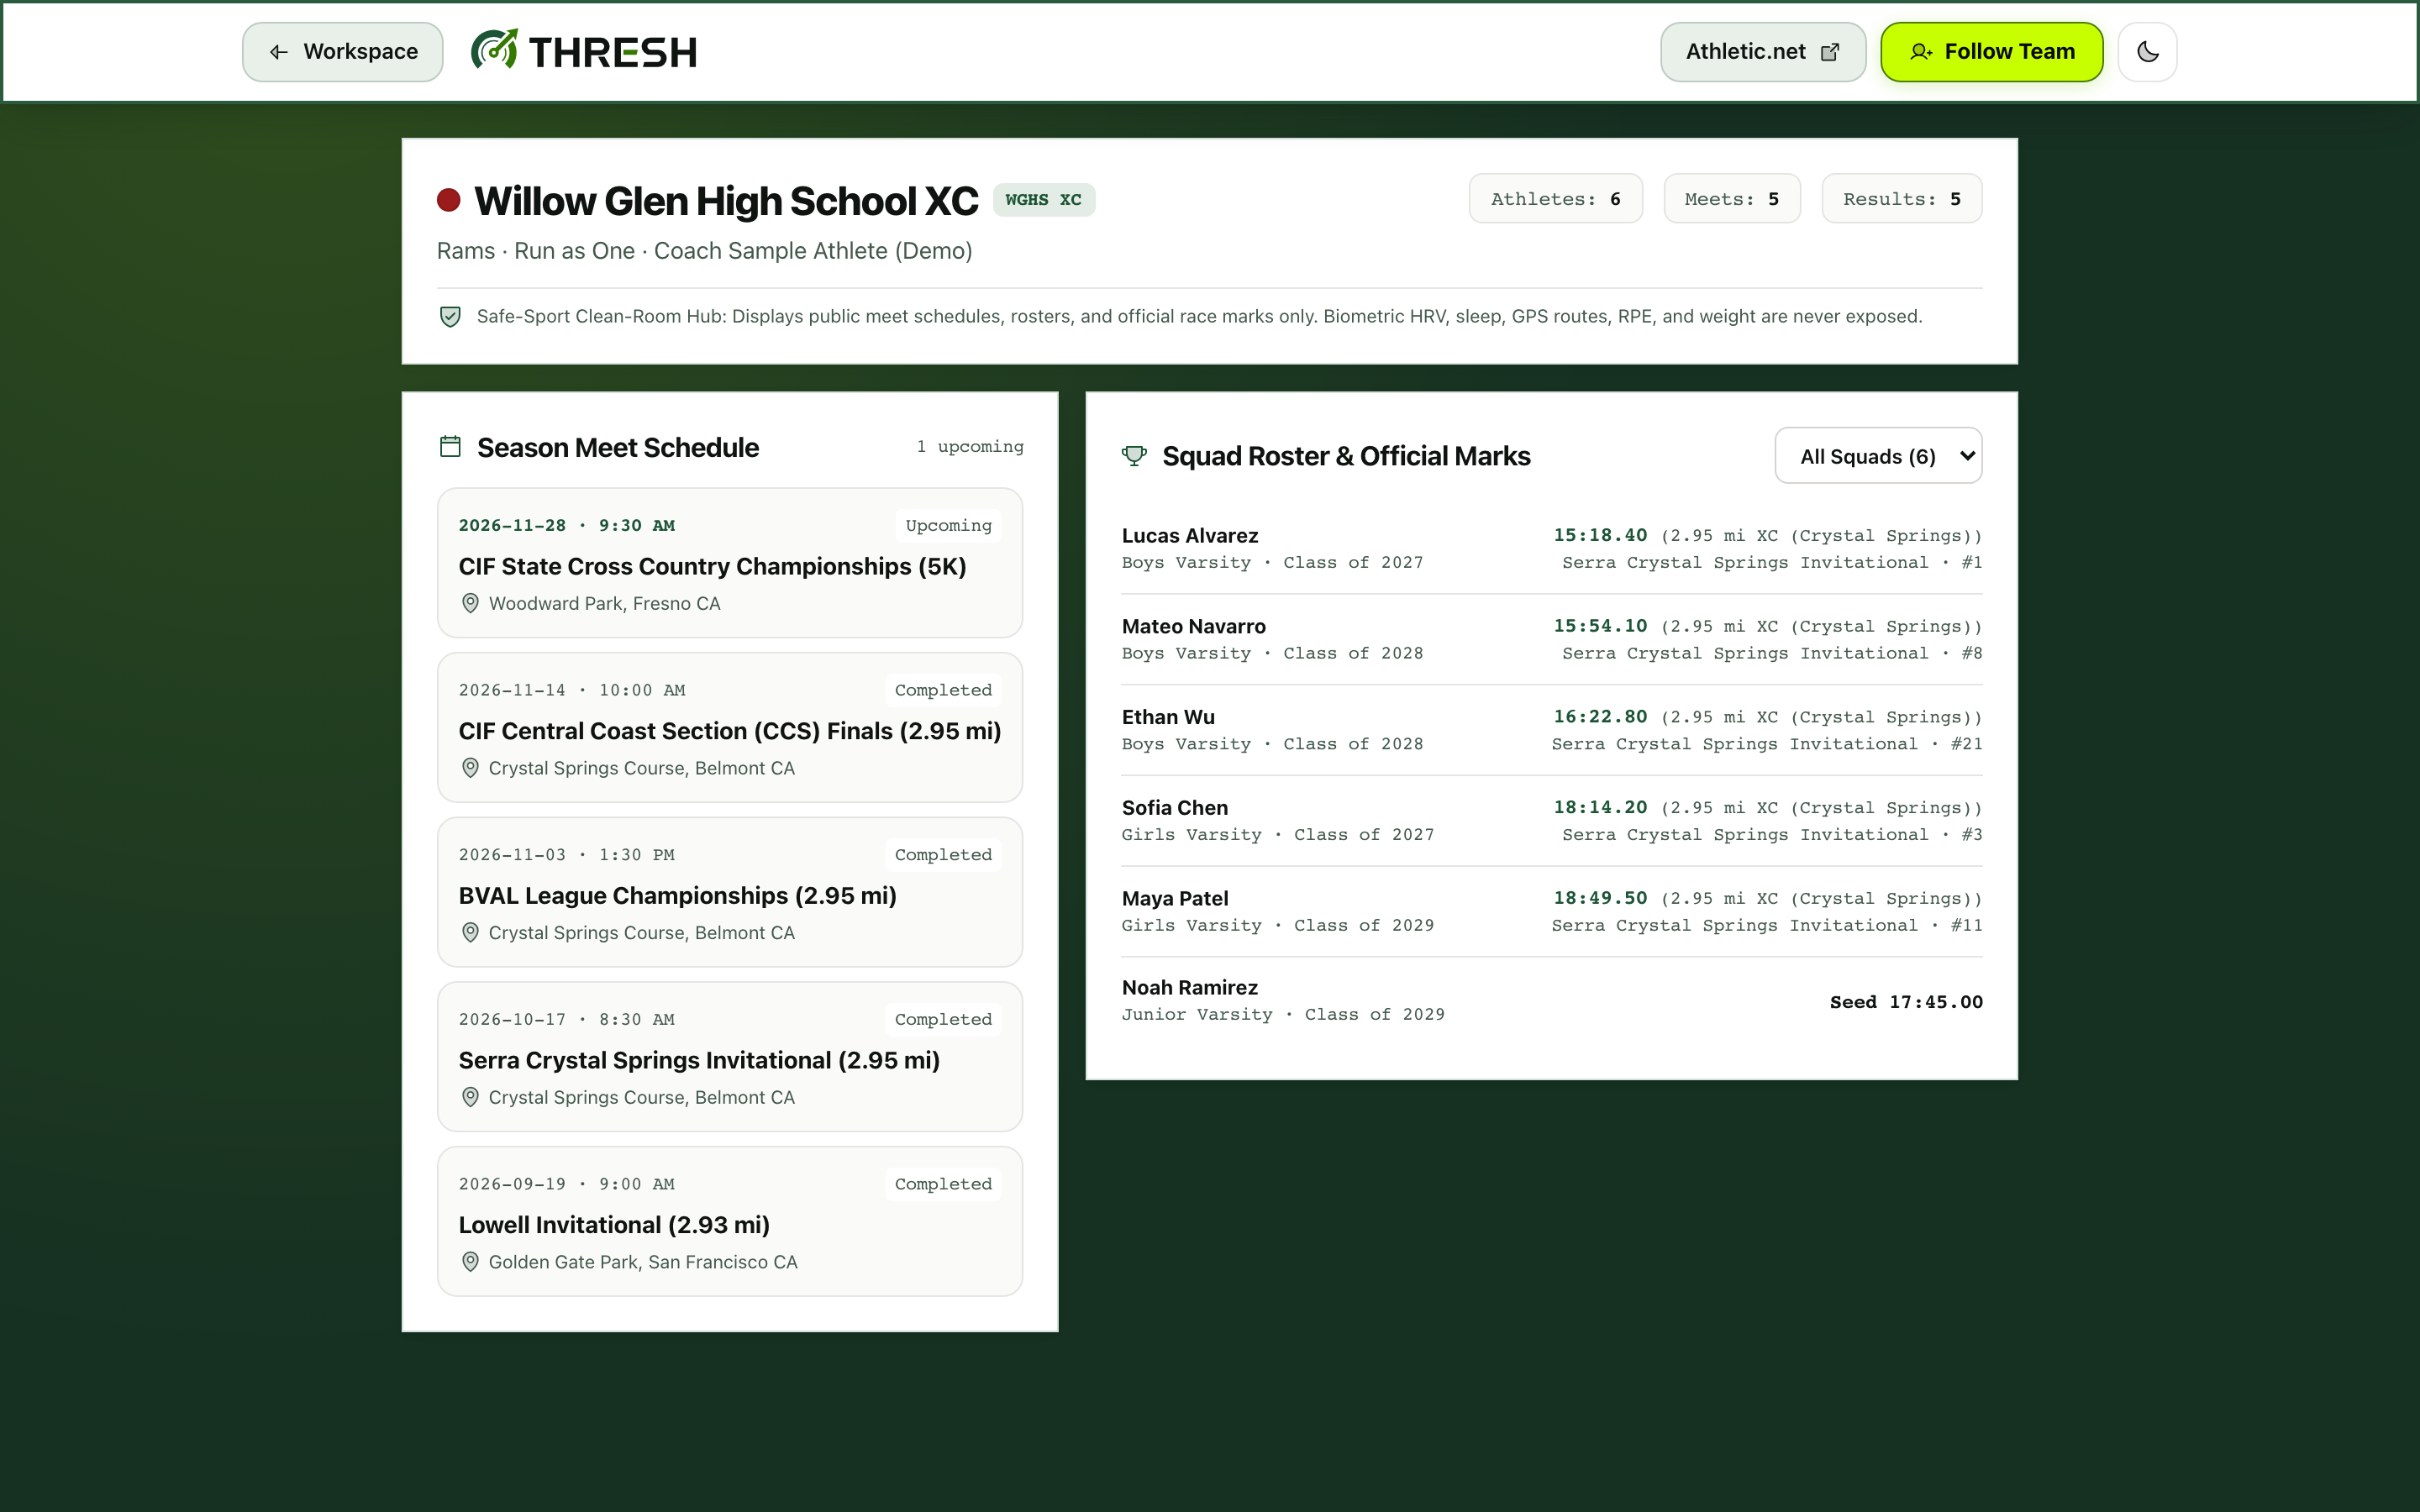 Workspace
THRESH
Athletic.net
Follow Team
Willow Glen High School XC
WGHS XC
Athletes: 6
Meets: 5
Results: 5
Rams · Run as One · Coach Sample Athlete (Demo)
Safe-Sport Clean-Room Hub: Displays public meet schedules, rosters, and official race marks only. Biometric HRV, sleep, GPS routes, RPE, and weight are never exposed.
Season Meet Schedule
1 upcoming
2026-11-28 · 9:30 AM
Upcoming
CIF State Cross Country Championships (5K)
Woodward Park, Fresno CA
2026-11-14 · 10:00 AM
Completed
CIF Central Coast Section (CCS) Finals (2.95 mi)
Crystal Springs Course, Belmont CA
2026-11-03 · 1:30 PM
Completed
BVAL League Championships (2.95 mi)
Crystal Springs Course, Belmont CA
2026-10-17 · 8:30 AM
Completed
Serra Crystal Springs Invitational (2.95 mi)
Crystal Springs Course, Belmont CA
2026-09-19 · 9:00 AM
Completed
Lowell Invitational (2.93 mi)
Golden Gate Park, San Francisco CA
Squad Roster & Official Marks
All Squads (6)
Lucas Alvarez
Boys Varsity · Class of 2027
15:18.40 (2.95 mi XC (Crystal Springs))
Serra Crystal Springs Invitational · #1
Mateo Navarro
Boys Varsity · Class of 2028
15:54.10 (2.95 mi XC (Crystal Springs))
Serra Crystal Springs Invitational · #8
Ethan Wu
Boys Varsity · Class of 2028
16:22.80 (2.95 mi XC (Crystal Springs))
Serra Crystal Springs Invitational · #21
Sofia Chen
Girls Varsity · Class of 2027
18:14.20 (2.95 mi XC (Crystal Springs))
Serra Crystal Springs Invitational · #3
Maya Patel
Girls Varsity · Class of 2029
18:49.50 (2.95 mi XC (Crystal Springs))
Serra Crystal Springs Invitational · #11
Noah Ramirez
Junior Varsity · Class of 2029
Seed 17:45.00